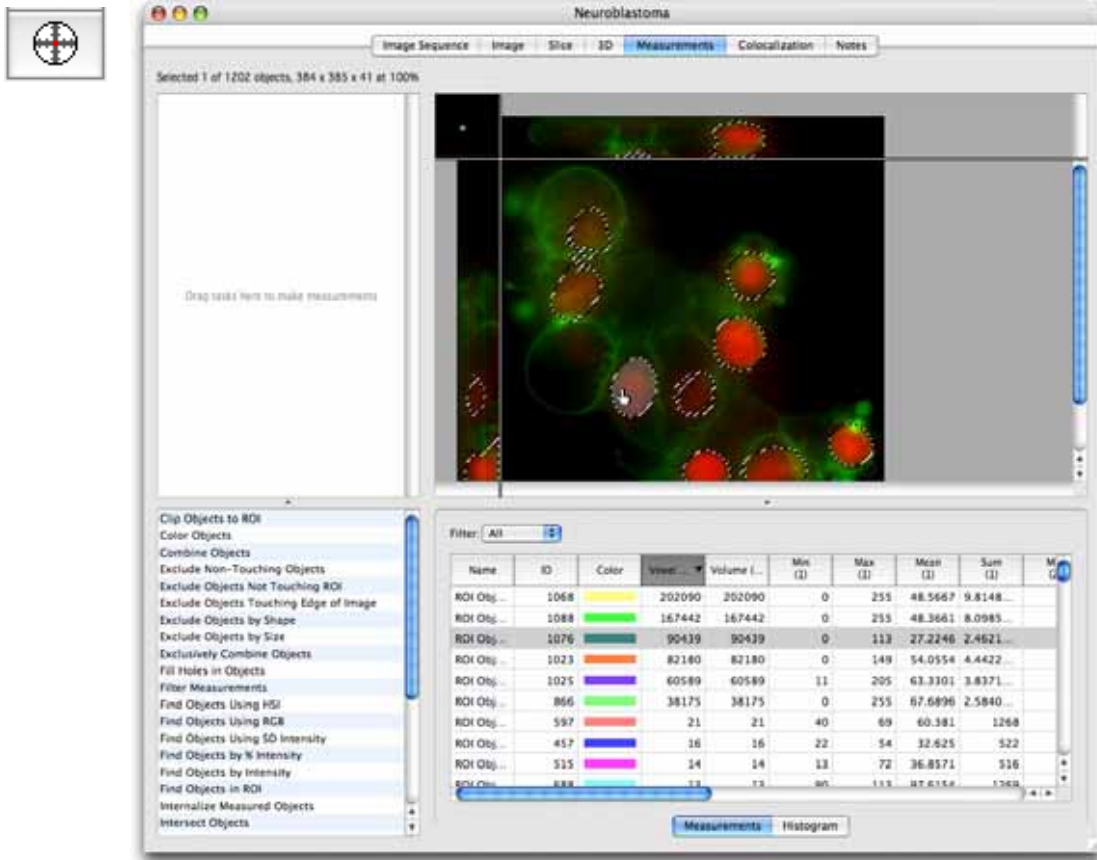 Neuroblastoma
Image Sequence Image Slice 3D Measurements Colocalization Notes
Selected 1 of 1202 objects, 384 x 385 x 41 at 100%
Drag tasks here to make measurements
Clip Objects to ROI
Color Objects
Combine Objects
Exclude Non-Touching Objects
Exclude Objects Not Touching ROI
Exclude Objects Touching Edge of Image
Exclude Objects by Shape
Exclude Objects by Size
Exclusively Combine Objects
Fill Holes in Objects
Filter Measurements
Find Objects Using HSI
Find Objects Using RGB
Find Objects Using SD Intensity
Find Objects by % Intensity
Find Objects by Intensity
Find Objects in ROI
Internalize Measured Objects
Intersect Objects
Filter: All
Name ID Color Voxel ... Volume (... Min (1) Max (1) Mean (1) Sum (1)
ROI Obj... 1068 202090 202090 0 255 48.5667 9.8148...
ROI Obj... 1088 167442 167442 0 255 48.3661 8.0985...
ROI Obj... 1076 90439 90439 0 113 27.2246 2.4621...
ROI Obj... 1023 82180 82180 0 149 54.0554 4.4422...
ROI Obj... 1025 60589 60589 11 205 63.3301 3.8371...
ROI Obj... 866 38175 38175 0 255 67.6896 2.5840...
ROI Obj... 597 21 21 40 69 60.381 1268
ROI Obj... 457 16 16 22 54 32.625 522
ROI Obj... 515 14 14 13 72 36.8571 516
ROI Obj... 13 13
Measurements Histogram